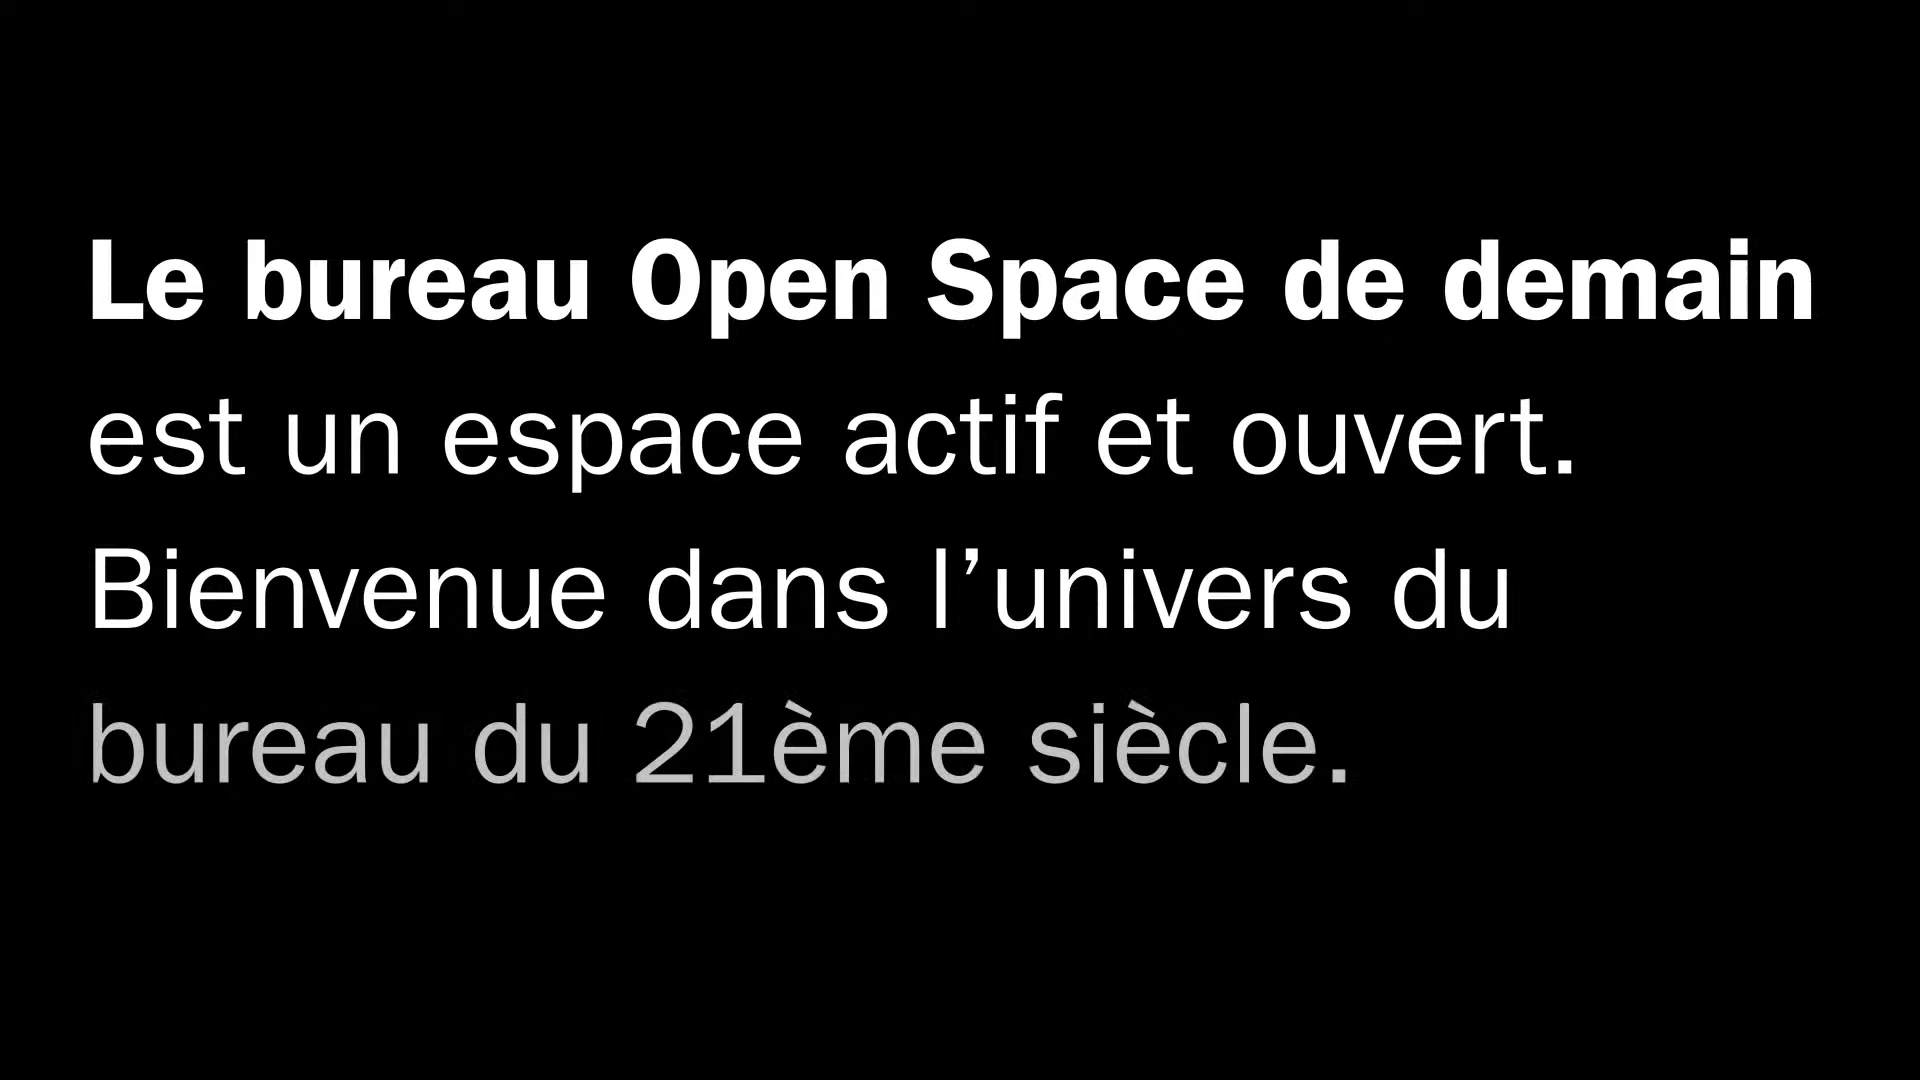 Le bureau Open Space de demain
est un espace actif et ouvert.
Bienvenue dans l’univers du
bureau du 21ème siècle.